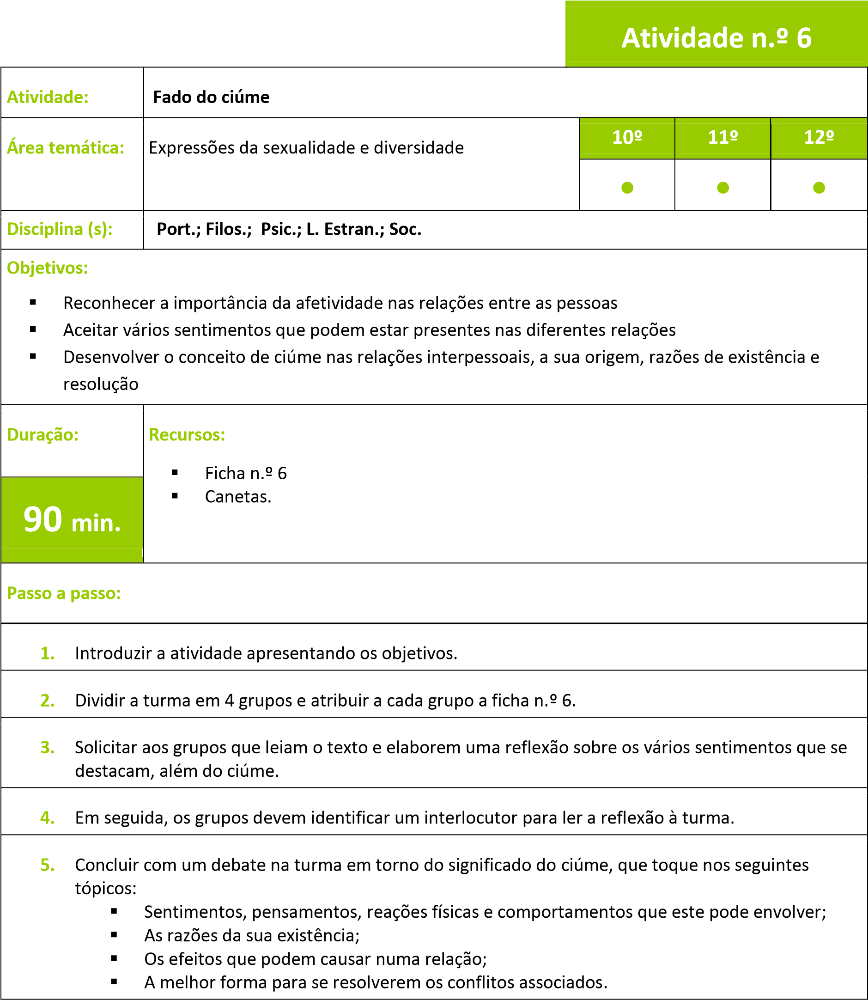 Atividade n.º 6
Atividade:
Fado do ciúme
Área temática:
Expressões da sexualidade e diversidade
10º
11º
12º
Disciplina (s):
Port.; Filos.;  Psic.; L. Estran.; Soc.
Objetivos:
▪ Reconhecer a importância da afetividade nas relações entre as pessoas
▪ Aceitar vários sentimentos que podem estar presentes nas diferentes relações
▪ Desenvolver o conceito de ciúme nas relações interpessoais, a sua origem, razões de existência e
resolução
Duração:
90 min.
Recursos:
▪ Ficha n.º 6
▪ Canetas.
Passo a passo:
1. Introduzir a atividade apresentando os objetivos.
2. Dividir a turma em 4 grupos e atribuir a cada grupo a ficha n.º 6.
3. Solicitar aos grupos que leiam o texto e elaborem uma reflexão sobre os vários sentimentos que se
destacam, além do ciúme.
4. Em seguida, os grupos devem identificar um interlocutor para ler a reflexão à turma.
5. Concluir com um debate na turma em torno do significado do ciúme, que toque nos seguintes
tópicos:
▪ Sentimentos, pensamentos, reações físicas e comportamentos que este pode envolver;
▪ As razões da sua existência;
▪ Os efeitos que podem causar numa relação;
▪ A melhor forma para se resolverem os conflitos associados.